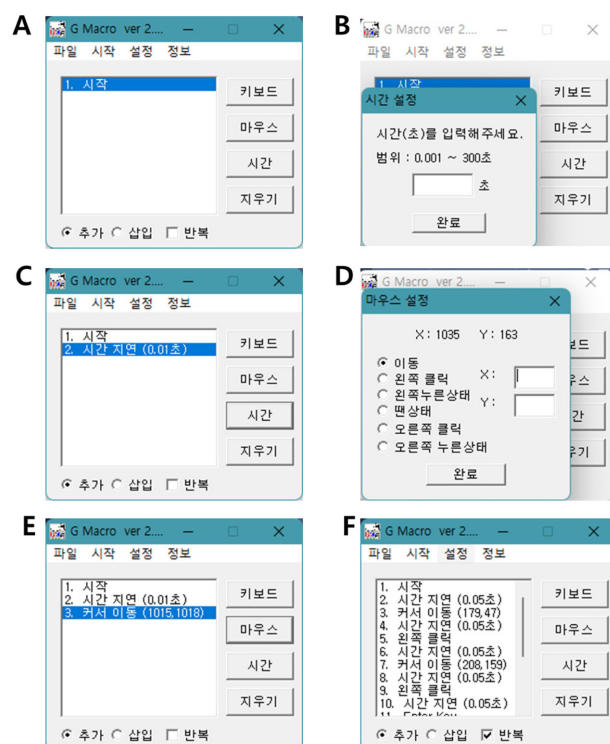 A
G Macro ver 2....
파일 시작 설정 정보
1. 시작
키보드
마우스
시간
지우기
추가 삽입 반복
B
G Macro ver 2....
파일 시작 설정 정보
1. 시작
키보드
마우스
시간
지우기
시간 설정
시간(초)를 입력해주세요.
범위 : 0.001 ~ 300초
초
완료
C
G Macro ver 2....
파일 시작 설정 정보
1. 시작
2. 시간 지연 (0.01초)
키보드
마우스
시간
지우기
추가 삽입 반복
D
G Macro ver 2....
마우스 설정
X : 1035 Y : 163
이동
왼쪽 클릭
왼쪽누른상태
땐상태
오른쪽 클릭
오른쪽 누른상태
X :
Y :
완료
E
G Macro ver 2....
파일 시작 설정 정보
1. 시작
2. 시간 지연 (0.01초)
3. 커서 이동 (1015,1018)
키보드
마우스
시간
지우기
추가 삽입 반복
F
G Macro ver 2....
파일 시작 설정 정보
1. 시작
2. 시간 지연 (0.05초)
3. 커서 이동 (179,47)
4. 시간 지연 (0.05초)
5. 왼쪽 클릭
6. 시간 지연 (0.05초)
7. 커서 이동 (208,159)
8. 시간 지연 (0.05초)
9. 왼쪽 클릭
10. 시간 지연 (0.05초)
11. Enter Key
키보드
마우스
시간
지우기
추가 삽입 반복